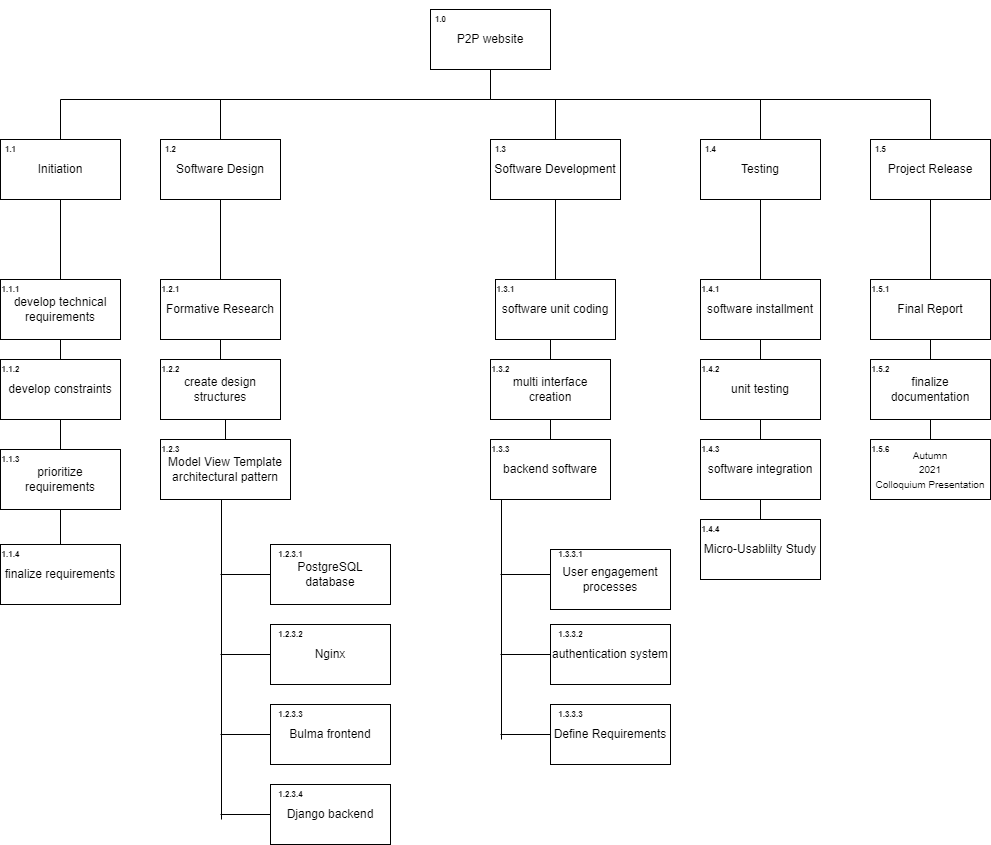 1.0
P2P website
1.1
Initiation
1.2
Software Design
1.3
Software Development
1.4
Testing
1.5
Project Release
1.1.1
develop technical
requirements
1.2.1
Formative Research
1.3.1
software unit coding
1.4.1
software installment
1.5.1
Final Report
1.1.2
develop constraints
1.2.2
create design
structures
1.3.2
multi interface
creation
1.4.2
unit testing
1.5.2
finalize
documentation
1.1.3
prioritize
requirements
1.2.3
Model View Template
architectural pattern
1.3.3
backend software
1.4.3
software integration
1.5.6
Autumn
2021
Colloquium Presentation
1.1.4
finalize requirements
1.2.3.1
PostgreSQL
database
1.3.3.1
User engagement
processes
1.4.4
Micro-Usablilty Study
1.2.3.2
Nginx
1.3.3.2
authentication system
1.2.3.3
Bulma frontend
1.3.3.3
Define Requirements
1.2.3.4
Django backend